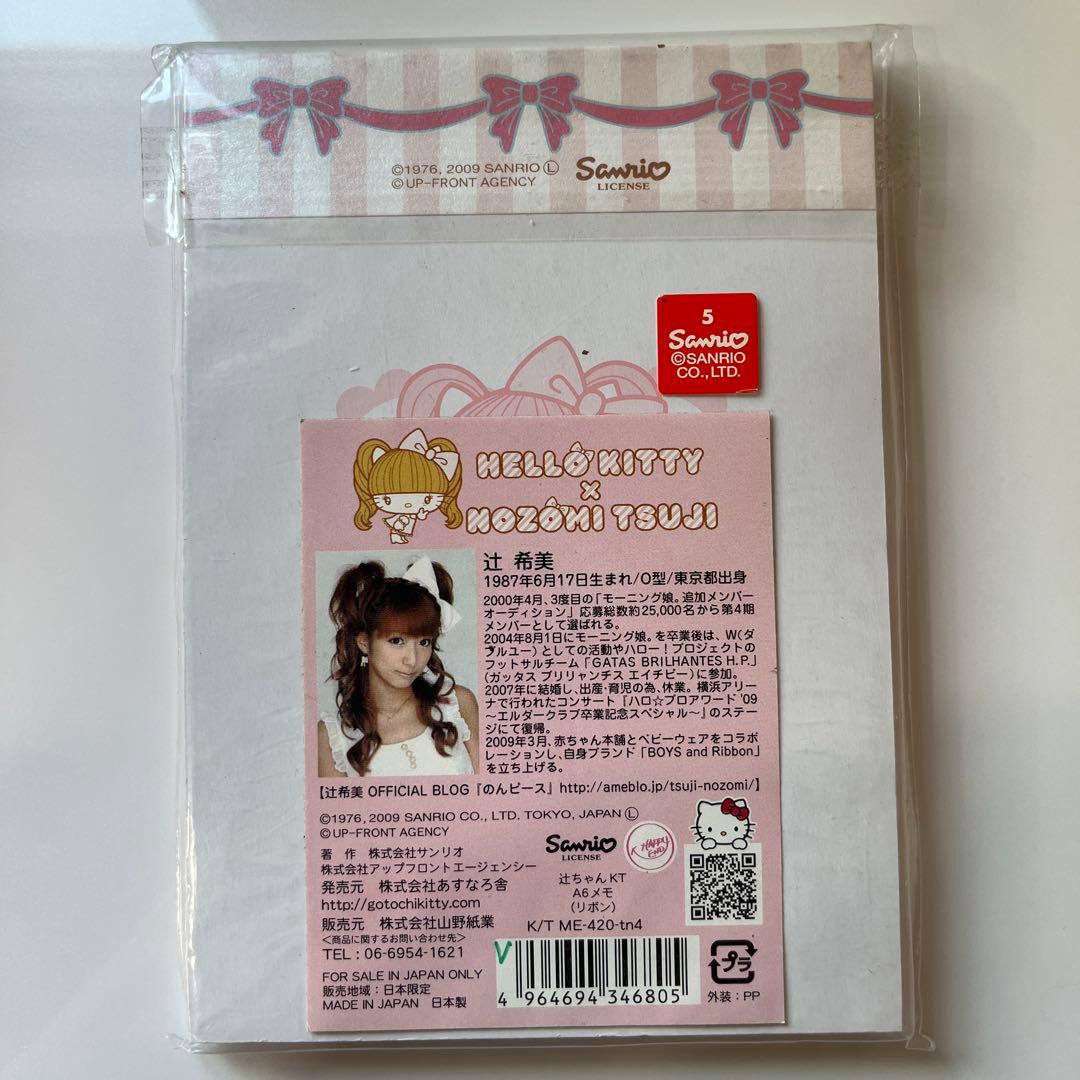 ©1976, 2009 SANRIO Ⓛ
©UP-FRONT AGENCY
Sanrio
LICENSE
5
Sanrio
©SANRIO
CO.,LTD.
HELLO KITTY
×
NOZOMI TSUJI
辻 希美
1987年6月17日生まれ/O型/東京都出身
2000年4月、3度目の「モーニング娘。追加メンバー
オーディション」応募総数約25,000名から第4期
メンバーとして選ばれる。
2004年8月1日にモーニング娘。を卒業後は、W(ダ
ブルユー)としての活動やハロー!プロジェクトの
フットサルチーム「GATAS BRILHANTES H.P.」
(ガッタス ブリリャンチス エイチピー)に参加。
2007年に結婚し、出産・育児の為、休業。横浜アリー
ナで行われたコンサート『ハロ☆プロアワード '09
～エルダークラブ卒業記念スペシャル～』のステー
ジにて復帰。
2009年3月、赤ちゃん本舗とベビーウェアをコラボ
レーションし、自身ブランド「BOYS and Ribbon」
を立ち上げる。
【辻希美 OFFICIAL BLOG『のんピース』http://ameblo.jp/tsuji-nozomi/】
©1976, 2009 SANRIO CO., LTD. TOKYO, JAPAN Ⓛ
©UP-FRONT AGENCY
Sanrio
LICENSE
HAPPY
END
著 作 株式会社サンリオ
株式会社アップフロントエージェンシー
発売元 株式会社あすなろ舎
http://gotochikitty.com
販売元 株式会社山野紙業
<商品に関するお問い合わせ先>
TEL : 06-6954-1621
FOR SALE IN JAPAN ONLY
販売地域：日本限定
MADE IN JAPAN 日本製
辻ちゃんKT
A6メモ
(リボン)
K/T ME-420-tn4
V
4 964694 346805
プラ
外装：PP